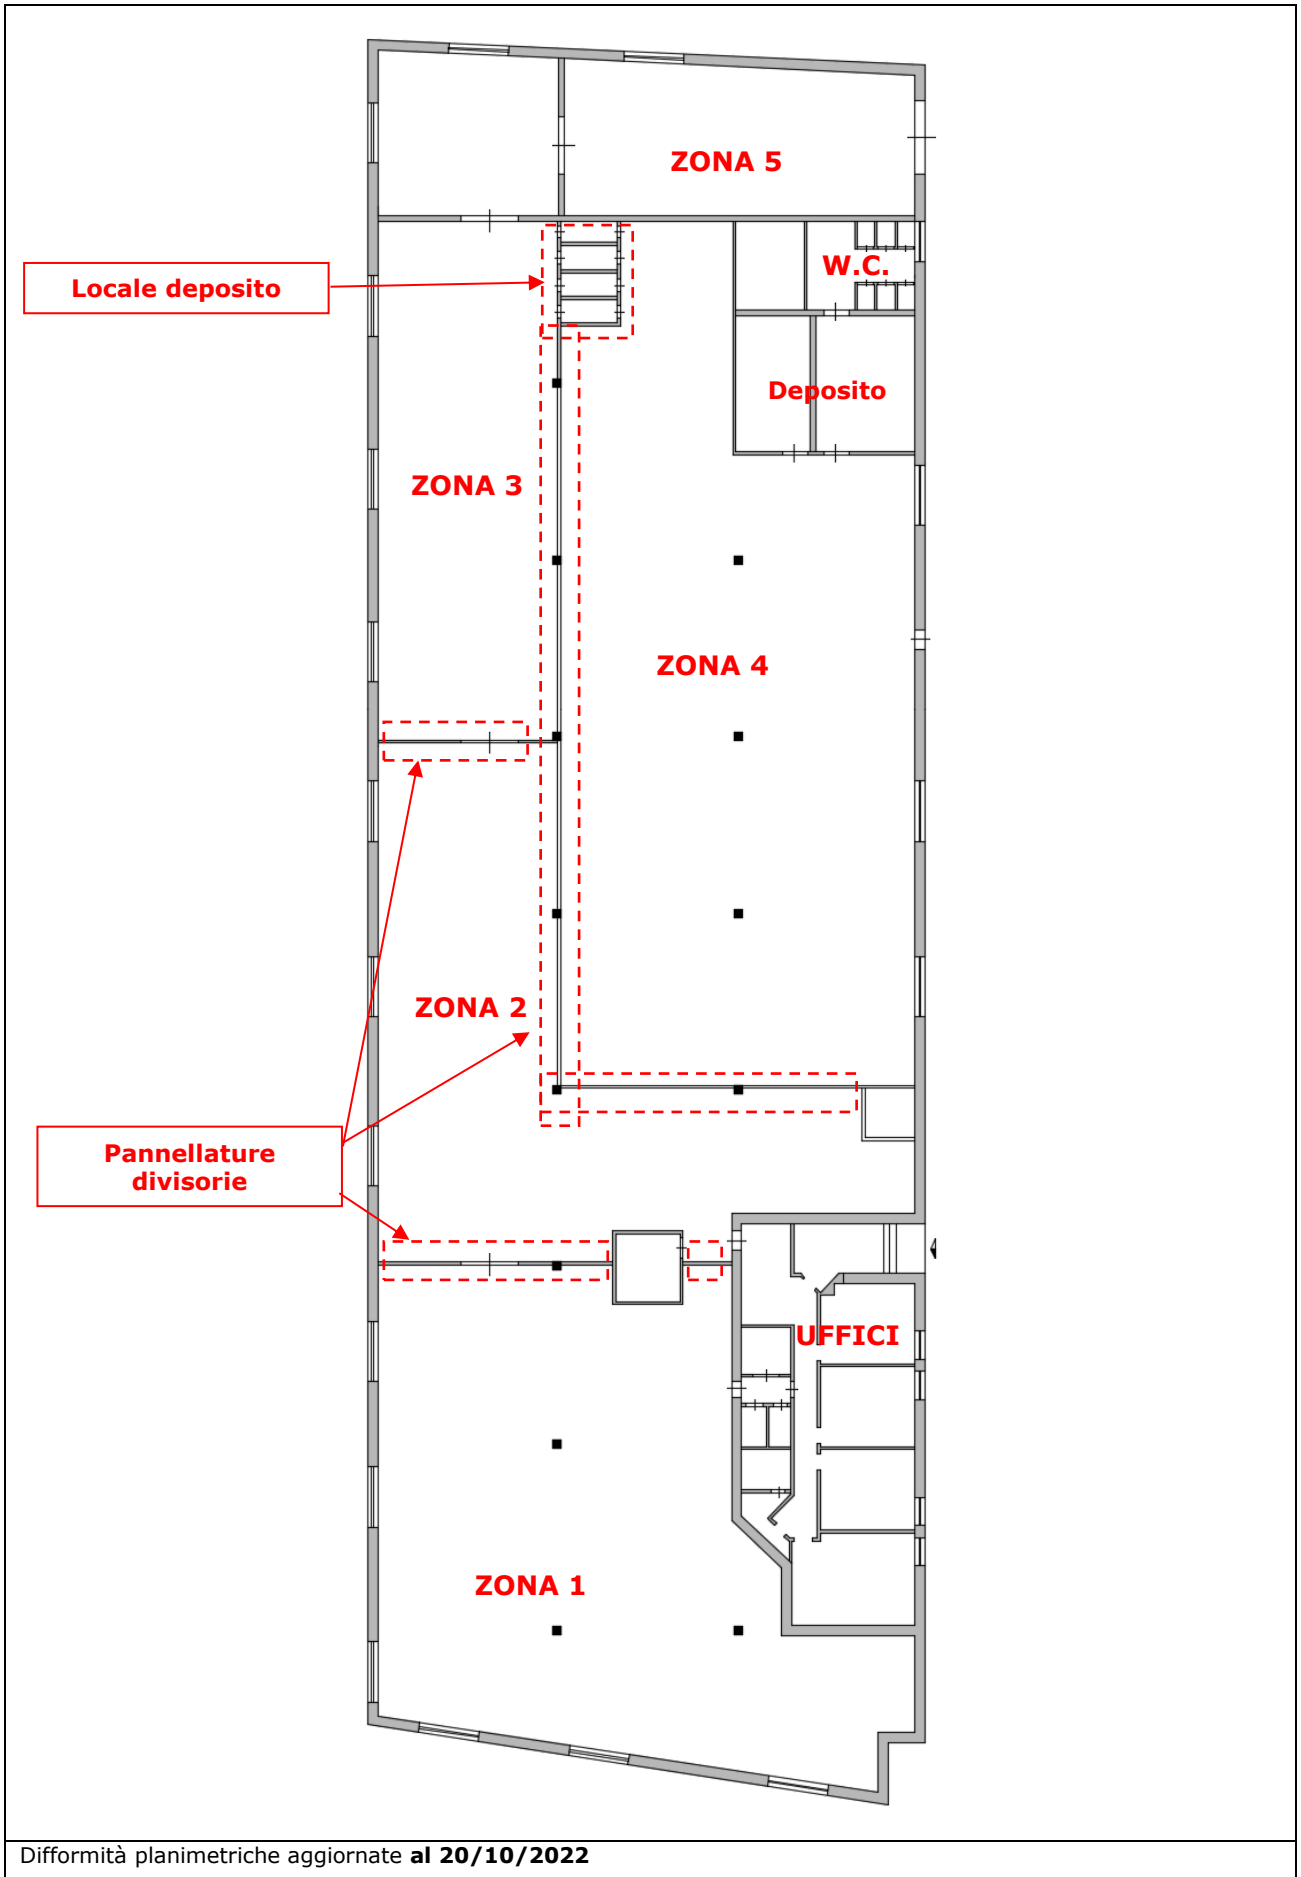 ZONA 5
W.C.
Locale deposito
Deposito
ZONA 3
ZONA 4
ZONA 2
Pannellature
divisorie
UFFICI
ZONA 1
Difformità planimetriche aggiornate al 20/10/2022